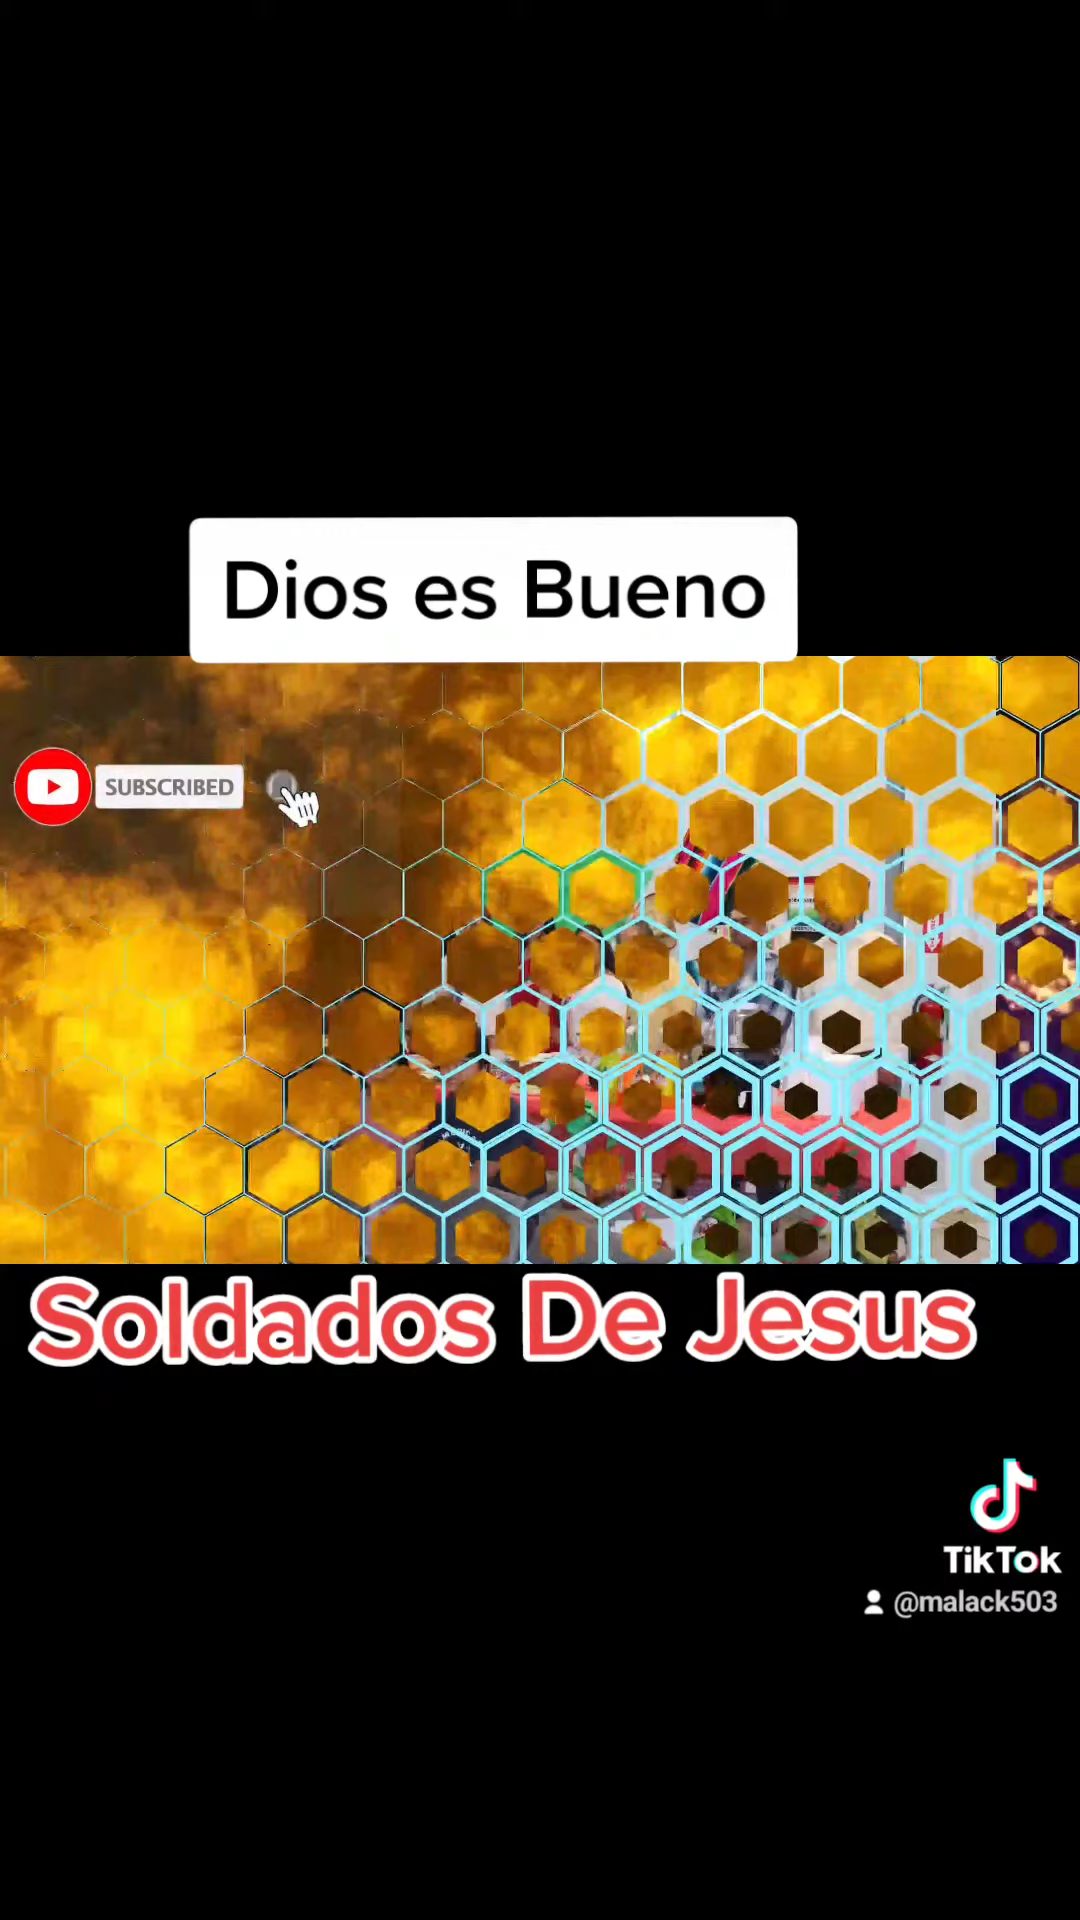 Dios es Bueno
SUBSCRIBED
Soldados De Jesus
TikTok
@malack503